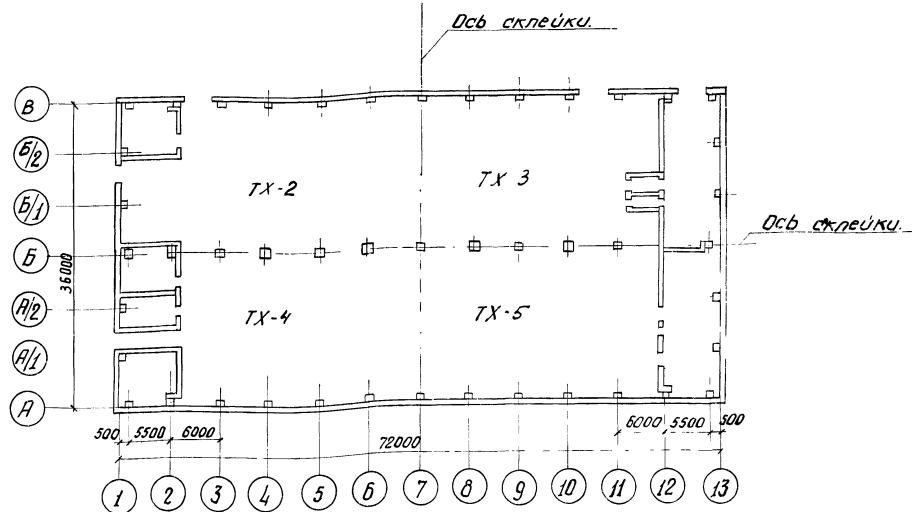 Ось склейки.
В
Б/2
Б/1
Б
А/2
А/1
А
36000
ТХ-2
ТХ 3
Ось склейки.
ТХ-4
ТХ-5
500 5500 6000
6000 5500 500
72000
1 2 3 4 5 6 7 8 9 10 11 12 13